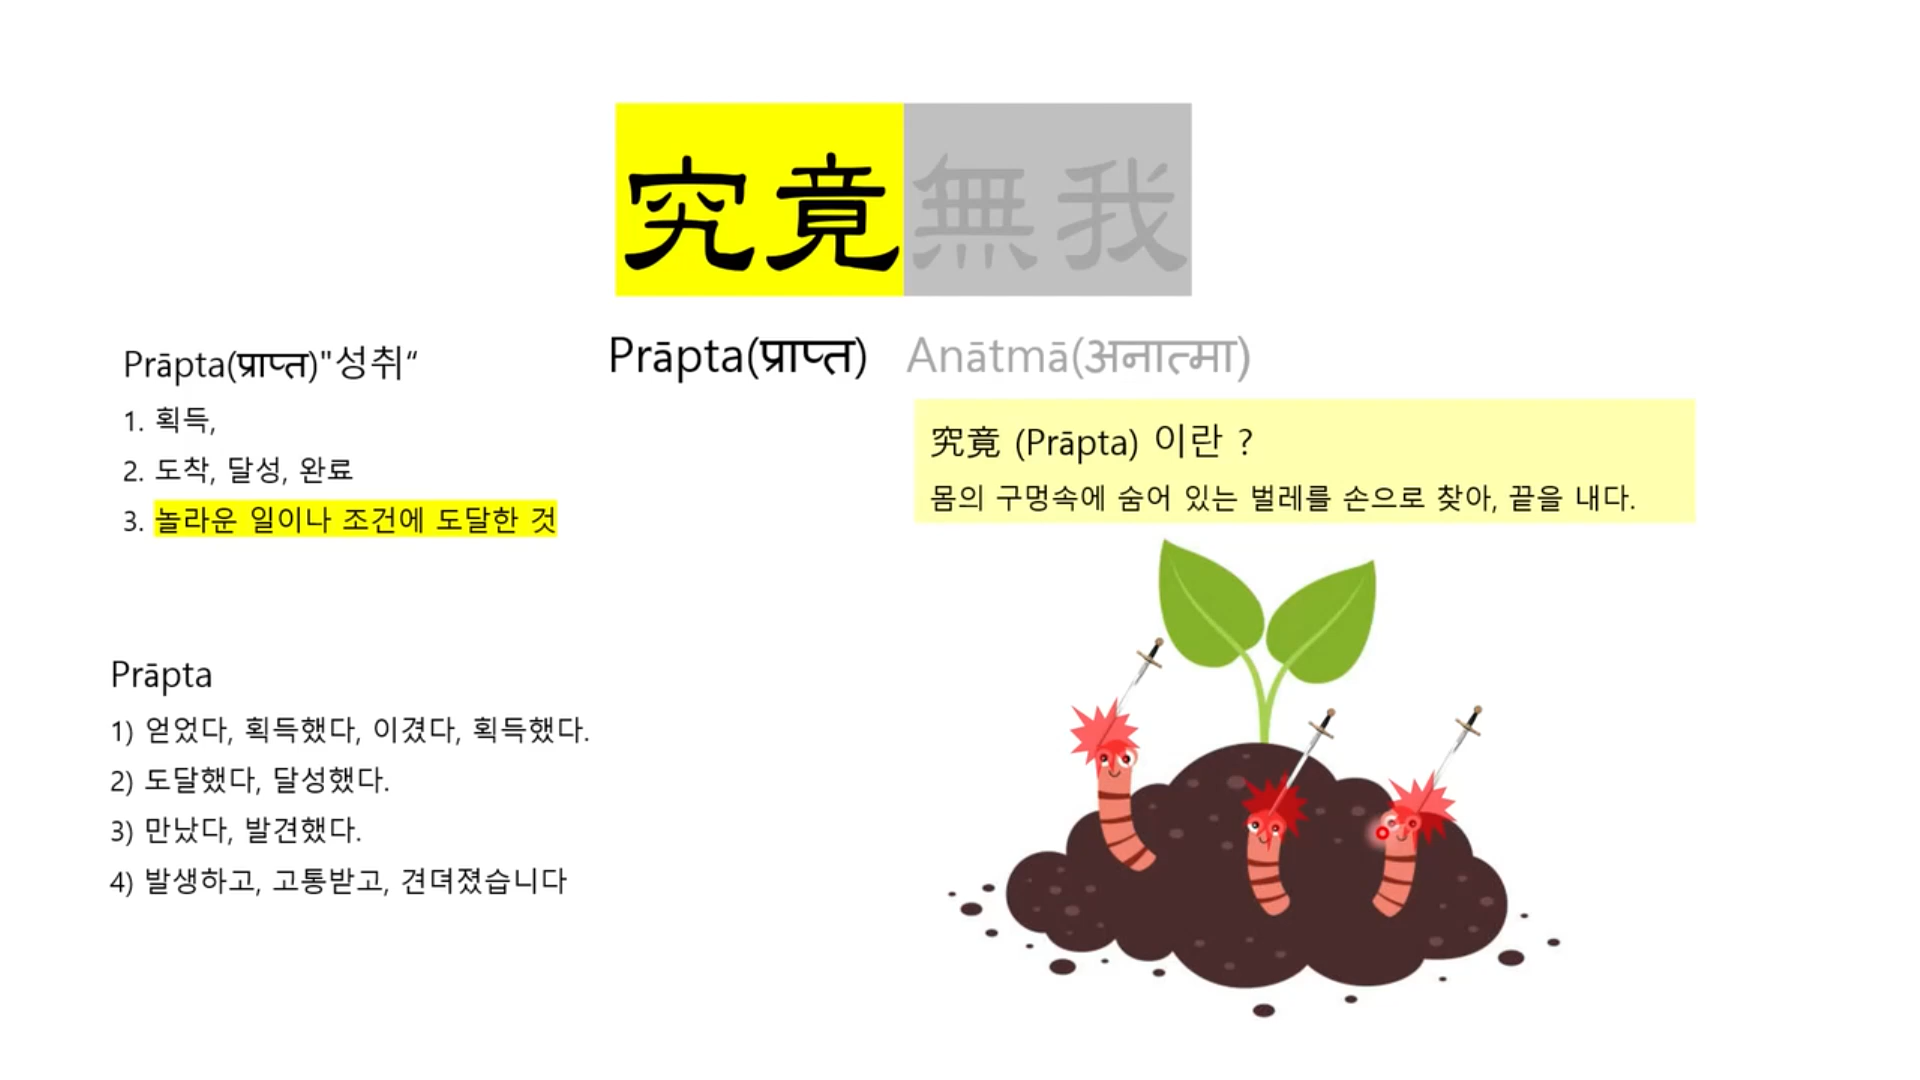 究竟無我
Prāpta(प्राप्त) Anātmā(अनात्मा)
Prāpta(प्राप्त)"성취“
1. 획득,
2. 도착, 달성, 완료
3. 놀라운 일이나 조건에 도달한 것
究竟 (Prāpta) 이란 ?
몸의 구멍속에 숨어 있는 벌레를 손으로 찾아, 끝을 내다.
Prāpta
1) 얻었다, 획득했다, 이겼다, 획득했다.
2) 도달했다, 달성했다.
3) 만났다, 발견했다.
4) 발생하고, 고통받고, 견뎌졌습니다